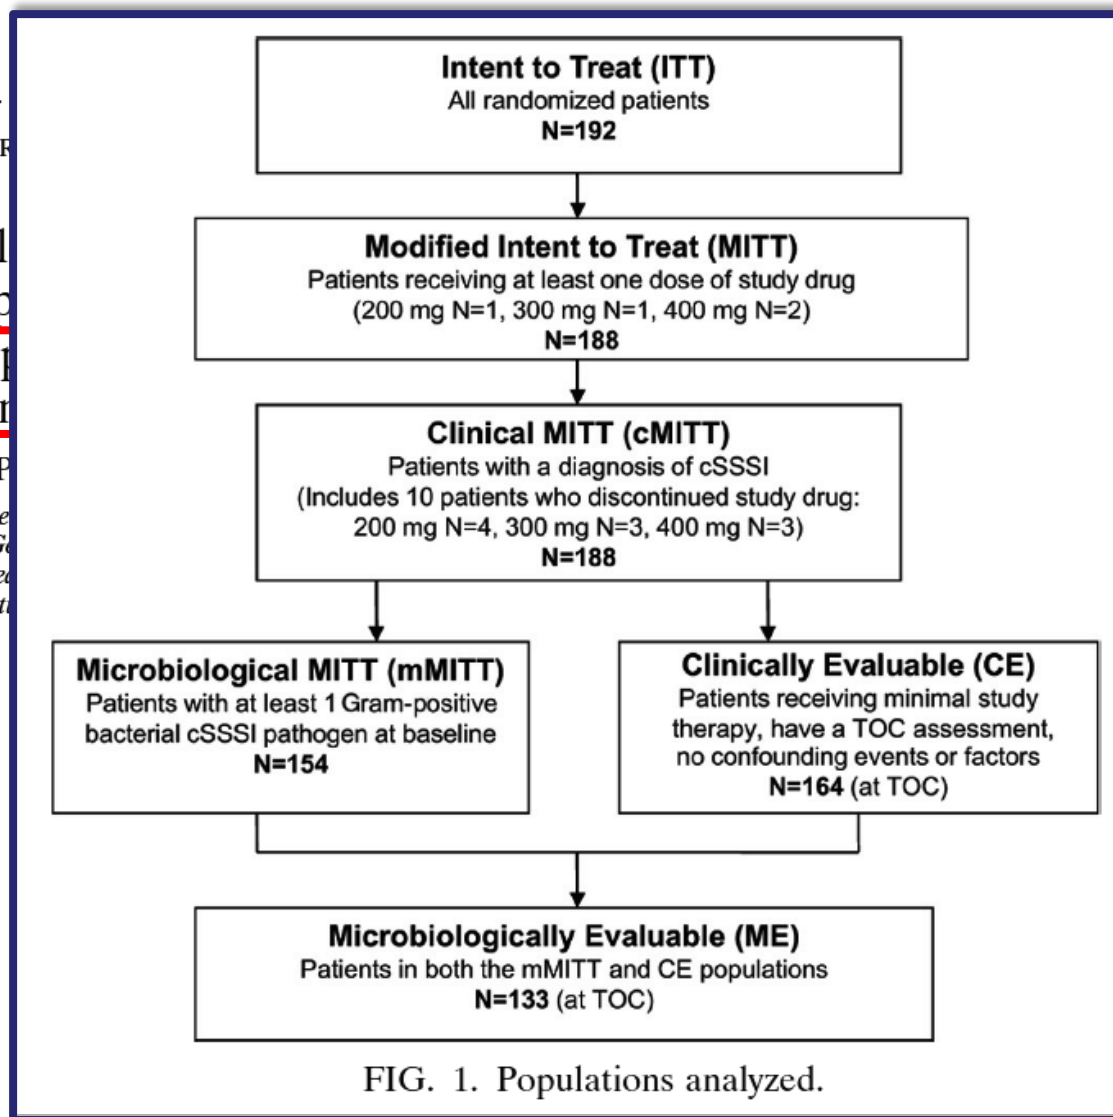 Intent to Treat (ITT)
All randomized patients
N=192
Modified Intent to Treat (MITT)
Patients receiving at least one dose of study drug
(200 mg N=1, 300 mg N=1, 400 mg N=2)
N=188
Clinical MITT (cMITT)
Patients with a diagnosis of cSSSI
(Includes 10 patients who discontinued study drug:
200 mg N=4, 300 mg N=3, 400 mg N=3)
N=188
Microbiological MITT (mMITT)
Patients with at least 1 Gram-positive
bacterial cSSSI pathogen at baseline
N=154
Clinically Evaluable (CE)
Patients receiving minimal study
therapy, have a TOC assessment,
no confounding events or factors
N=164 (at TOC)
Microbiologically Evaluable (ME)
Patients in both the mMITT and CE populations
N=133 (at TOC)
FIG. 1. Populations analyzed.